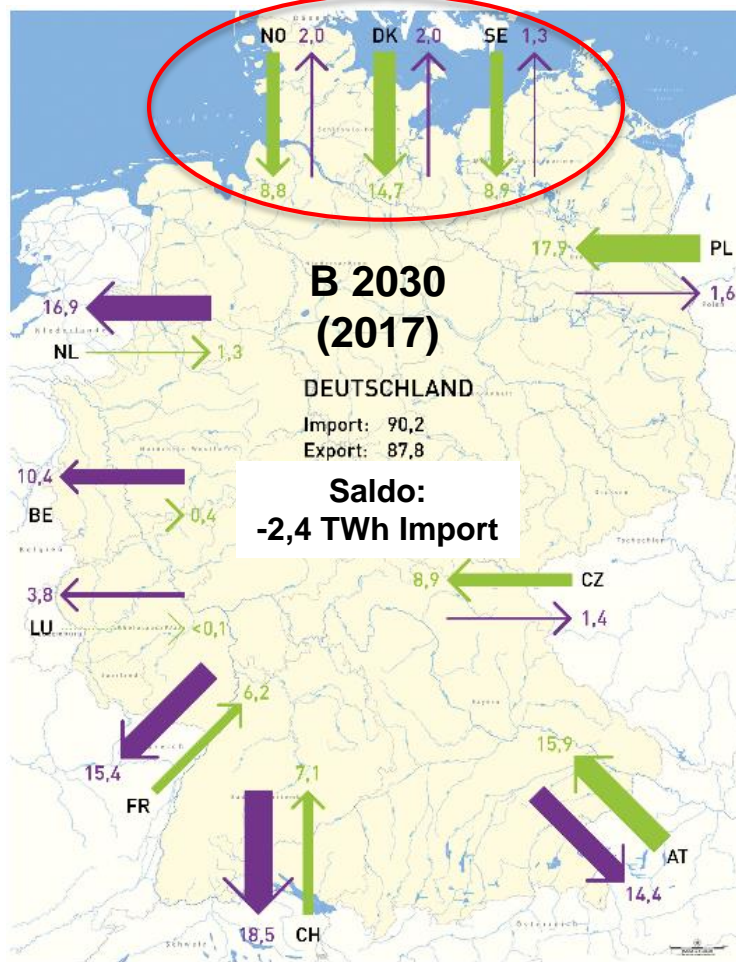 NO 2,0 DK 2,0 SE 1,3
8,8 14,7 8,9
17,9 PL
1,6
16,9
NL 1,3
B 2030
(2017)
DEUTSCHLAND
Import: 90,2
Export: 87,8
Saldo:
-2,4 TWh Import
10,4
BE 0,4
3,8
LU <0,1
8,9 CZ
1,4
6,2
15,4
FR
7,1
18,5 CH
15,9
AT
14,4